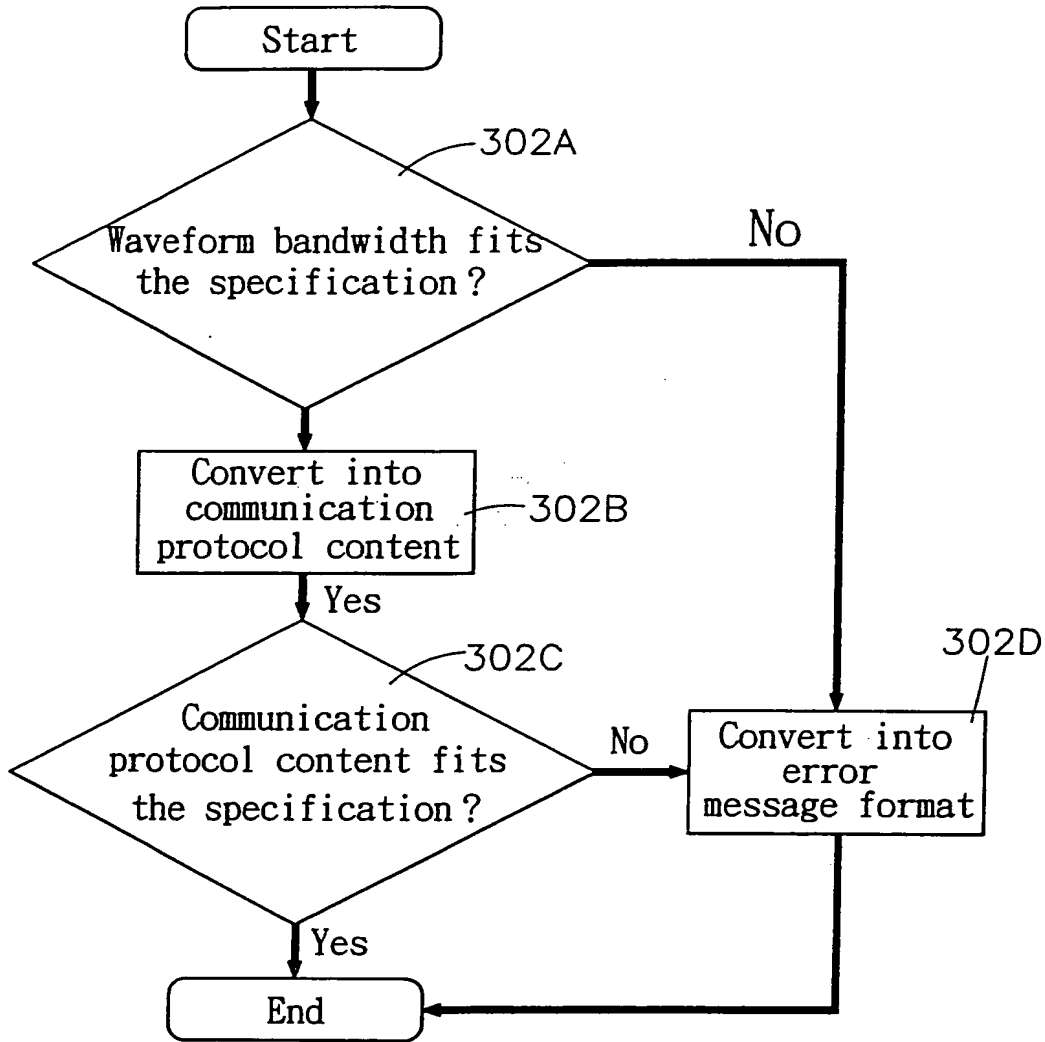 Start
302A
Waveform bandwidth fits
the specification?
No
Convert into
communication
protocol content
302B
Yes
302C
Communication
protocol content fits
the specification?
No
302D
Convert into
error
message format
Yes
End